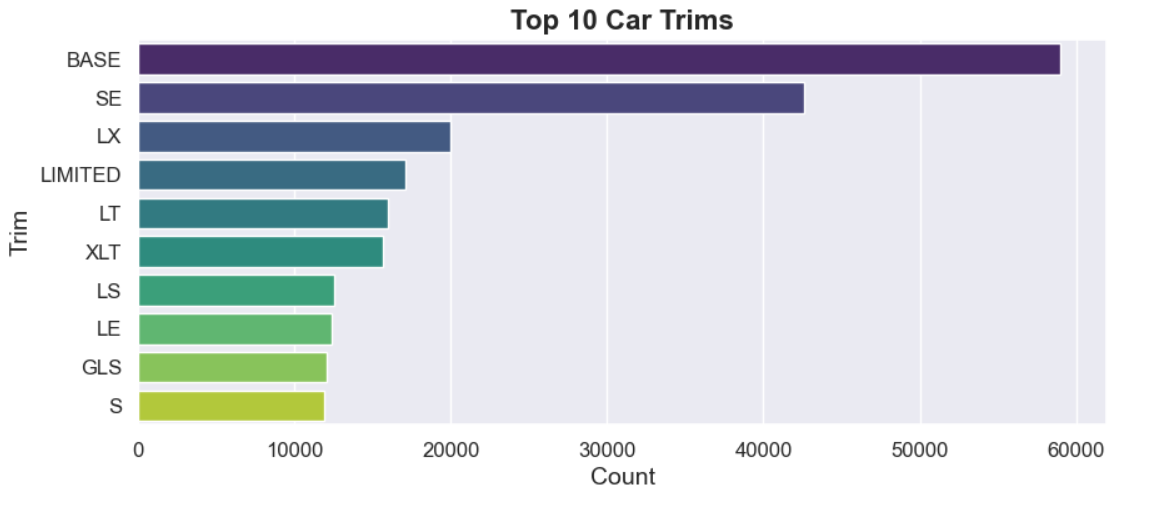 Top 10 Car Trims
Trim
BASE
SE
LX
LIMITED
LT
XLT
LS
LE
GLS
S
0 10000 20000 30000 40000 50000 60000
Count